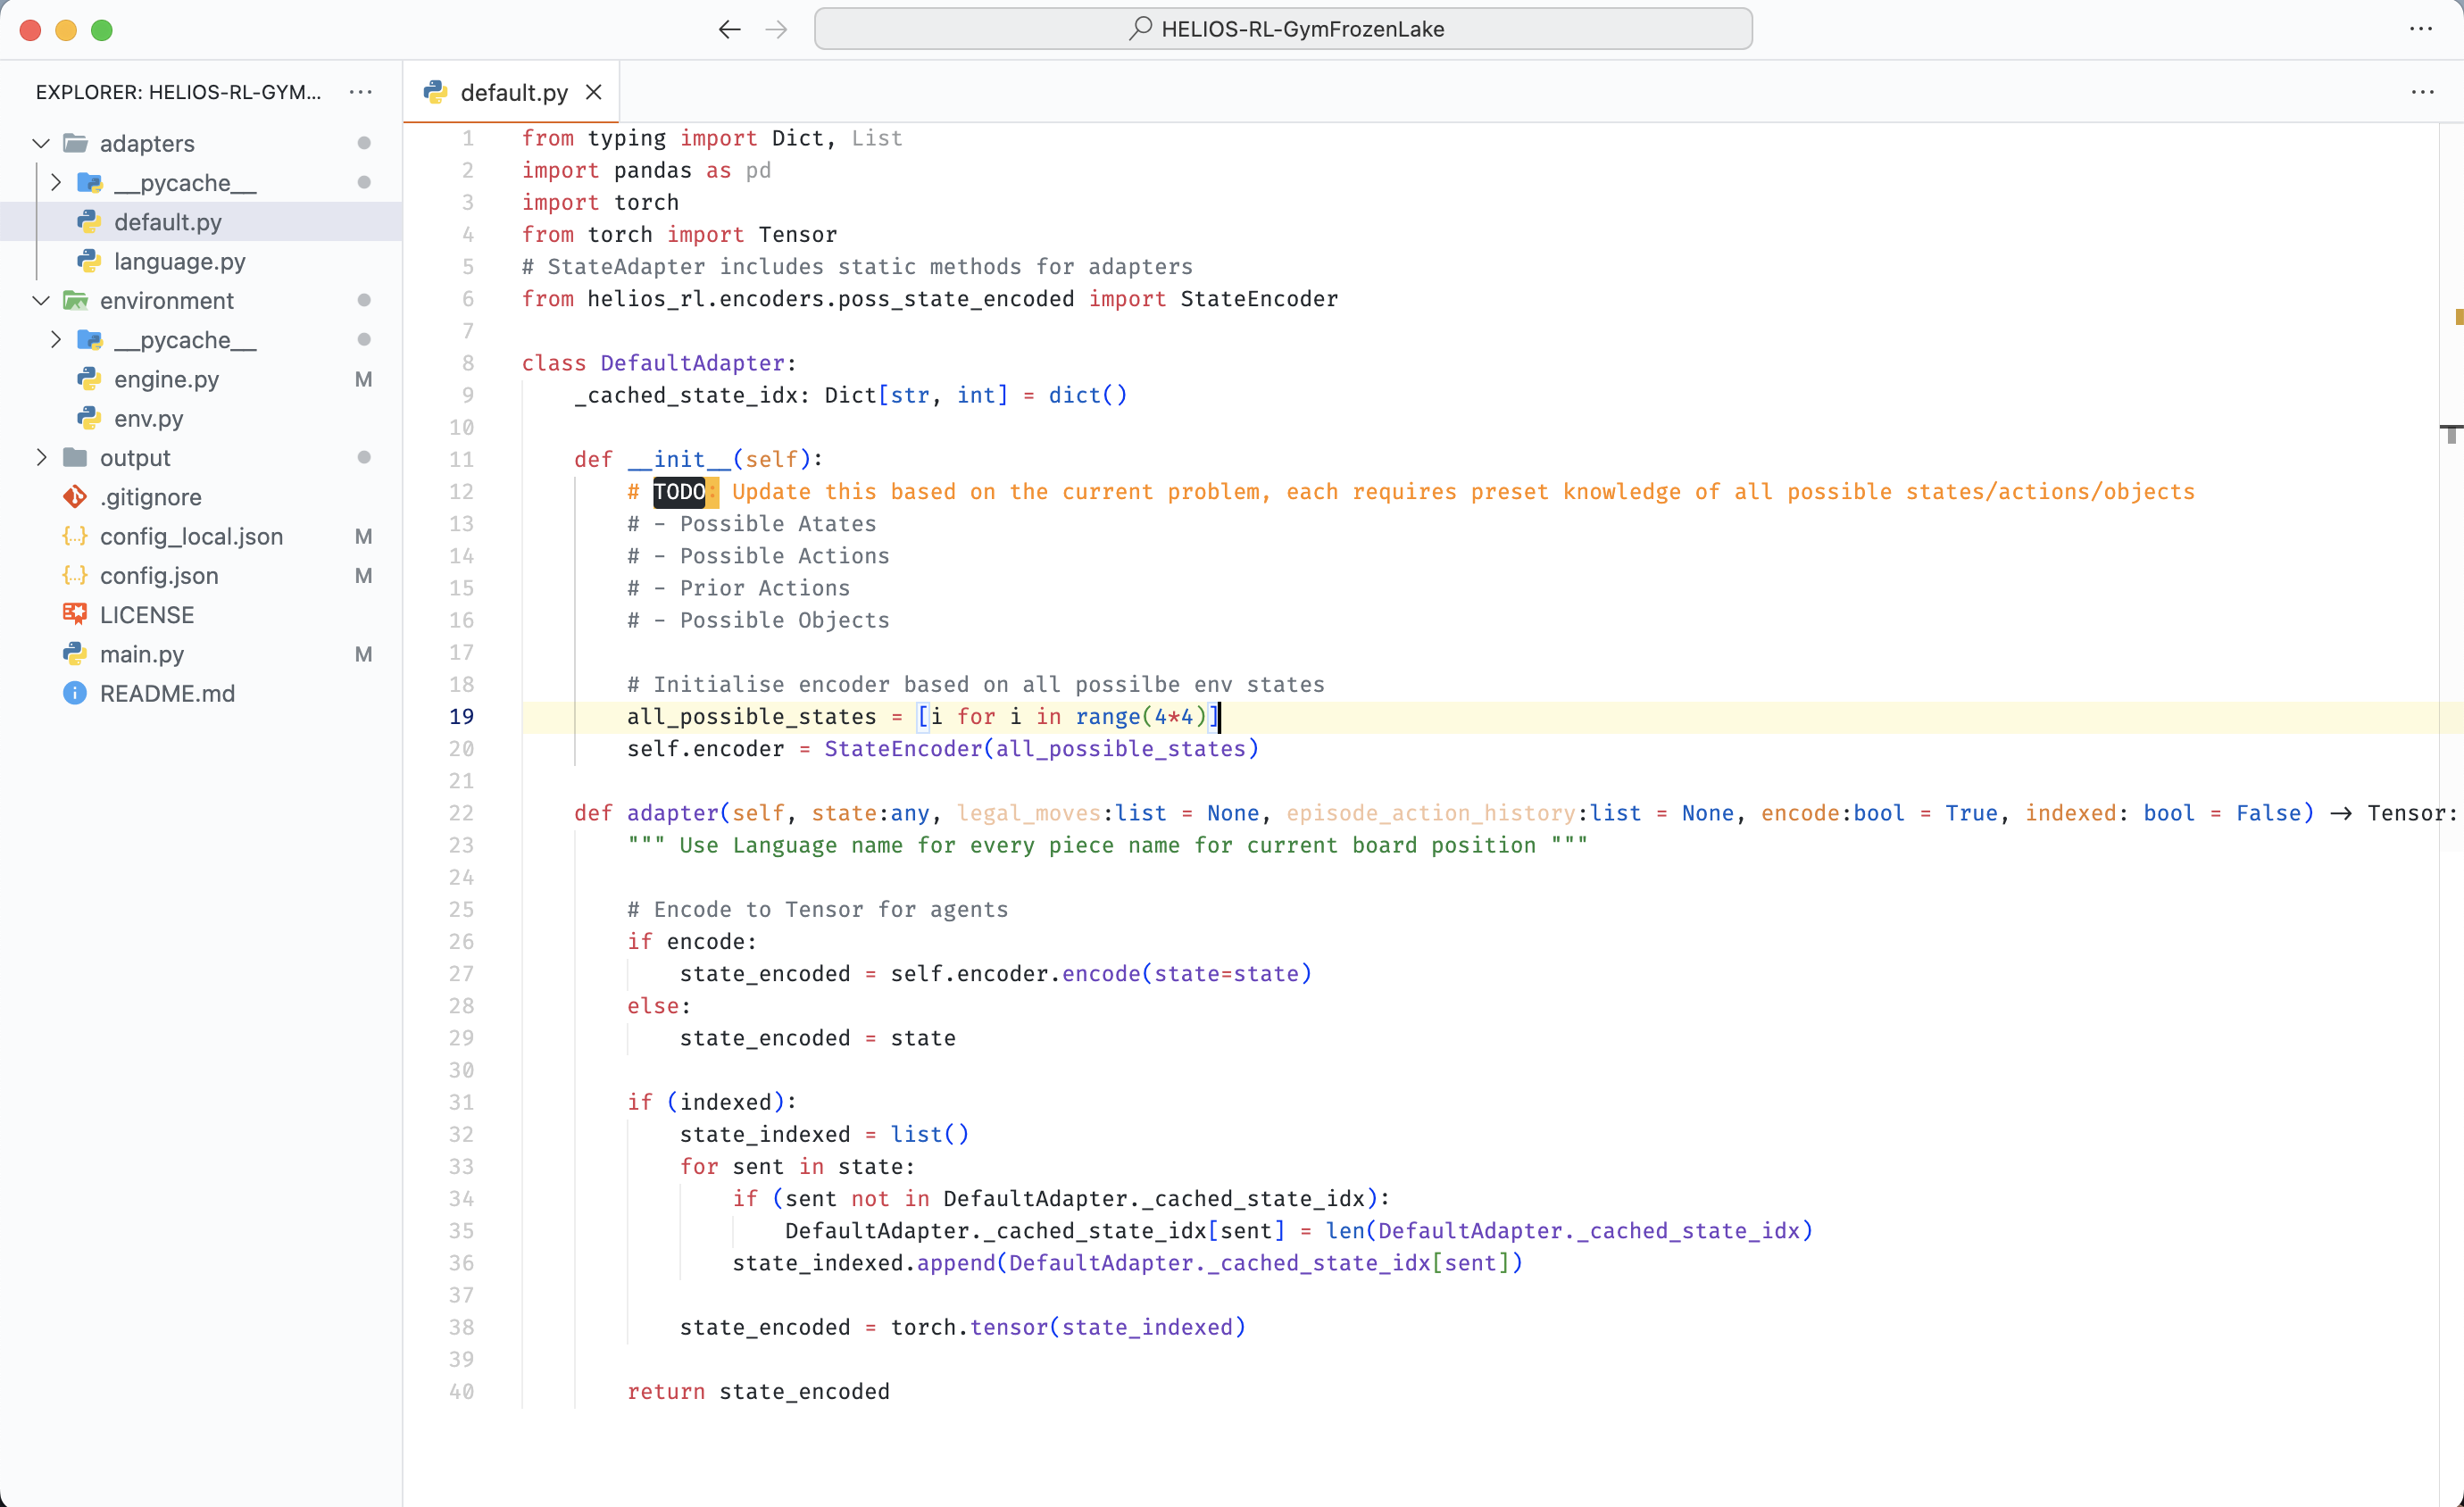 HELIOS-RL-GymFrozenLake
EXPLORER: HELIOS-RL-GYM...
adapters
__pycache__
default.py
language.py
environment
__pycache__
engine.py M
env.py
output
.gitignore
config_local.json M
config.json M
LICENSE
main.py M
README.md
default.py
1 from typing import Dict, List
2 import pandas as pd
3 import torch
4 from torch import Tensor
5 # StateAdapter includes static methods for adapters
6 from helios_rl.encoders.poss_state_encoded import StateEncoder
7
8 class DefaultAdapter:
9     _cached_state_idx: Dict[str, int] = dict()
10
11     def __init__(self):
12         # TODO: Update this based on the current problem, each requires preset knowledge of all possible states/actions/objects
13         # - Possible Atates
14         # - Possible Actions
15         # - Prior Actions
16         # - Possible Objects
17
18         # Initialise encoder based on all possilbe env states
19         all_possible_states = [i for i in range(4*4)]
20         self.encoder = StateEncoder(all_possible_states)
21
22     def adapter(self, state:any, legal_moves:list = None, episode_action_history:list = None, encode:bool = True, indexed: bool = False) -> Tensor:
23         """ Use Language name for every piece name for current board position """
24
25         # Encode to Tensor for agents
26         if encode:
27             state_encoded = self.encoder.encode(state=state)
28         else:
29             state_encoded = state
30
31         if (indexed):
32             state_indexed = list()
33             for sent in state:
34                 if (sent not in DefaultAdapter._cached_state_idx):
35                     DefaultAdapter._cached_state_idx[sent] = len(DefaultAdapter._cached_state_idx)
36                 state_indexed.append(DefaultAdapter._cached_state_idx[sent])
37
38             state_encoded = torch.tensor(state_indexed)
39
40         return state_encoded